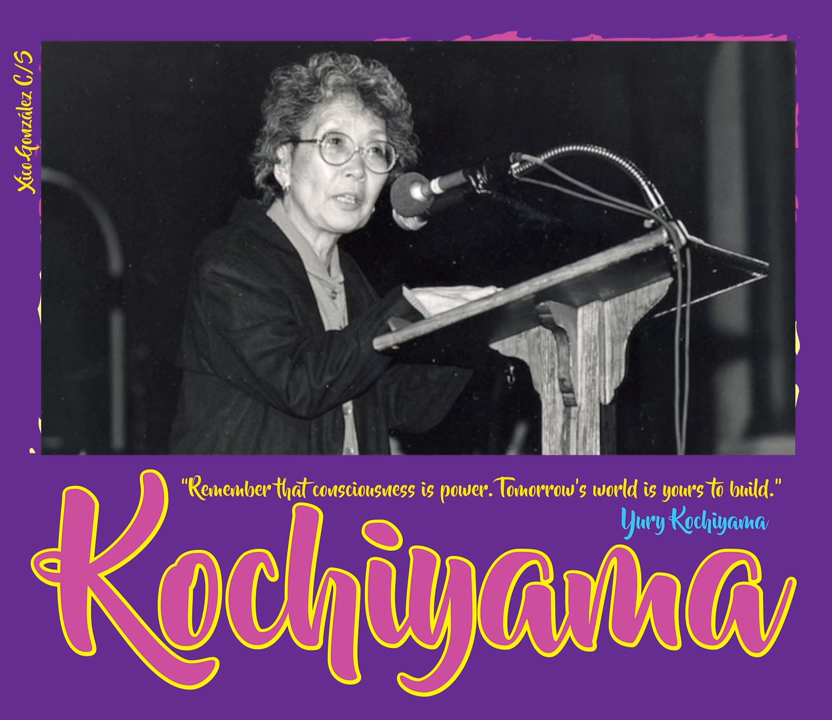 Xico González C/S
"Remember that consciousness is power. Tomorrow's world is yours to build."
Yury Kochiyama
Kochiyama